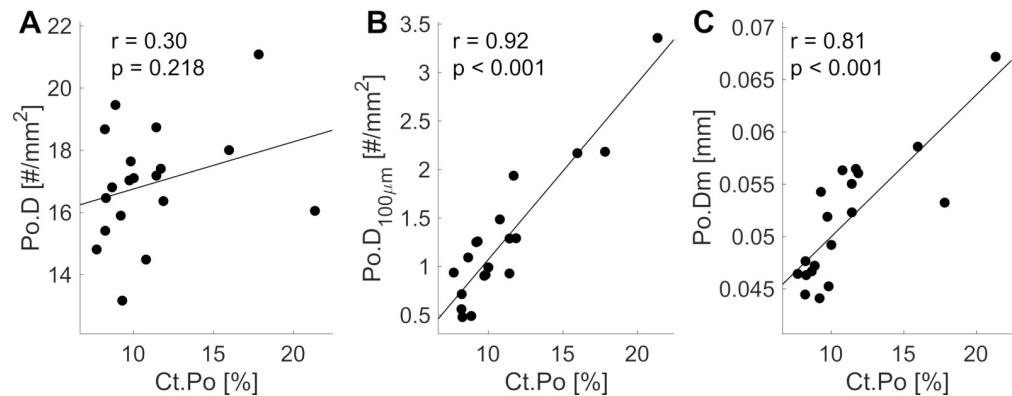 A
r = 0.30
p = 0.218
Po.D [#/mm²]
22
20
18
16
14
10
15
20
Ct.Po [%]
B
r = 0.92
p < 0.001
Po.D₁₀₀μm [#/mm²]
3.5
3
2.5
2
1.5
1
0.5
10
15
20
Ct.Po [%]
C
r = 0.81
p < 0.001
Po.Dm [mm]
0.07
0.065
0.06
0.055
0.05
0.045
10
15
20
Ct.Po [%]